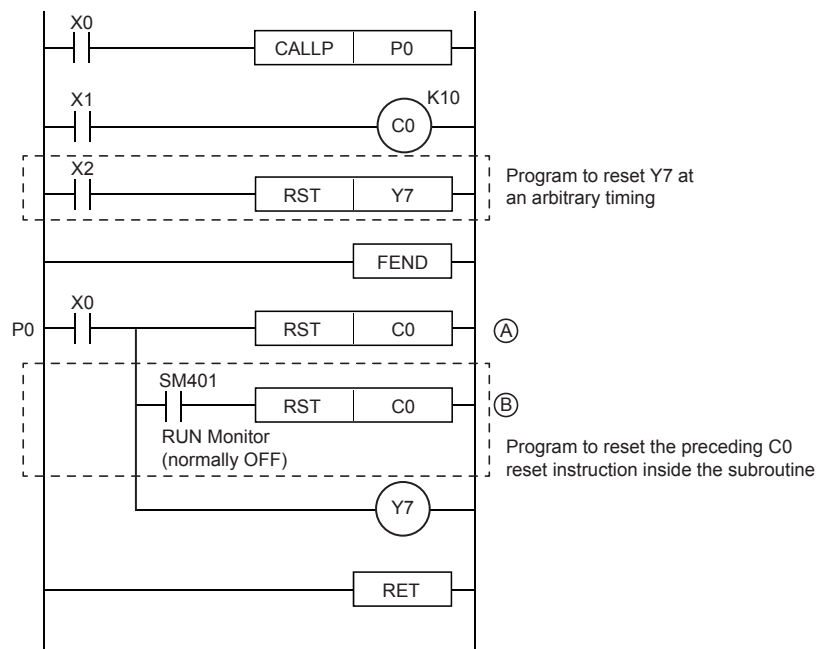 X0
CALLP P0
X1
K10
C0
X2
RST Y7
Program to reset Y7 at
an arbitrary timing
FEND
X0
P0
RST C0
A
SM401
RST C0
B
RUN Monitor
(normally OFF)
Program to reset the preceding C0
reset instruction inside the subroutine
Y7
RET